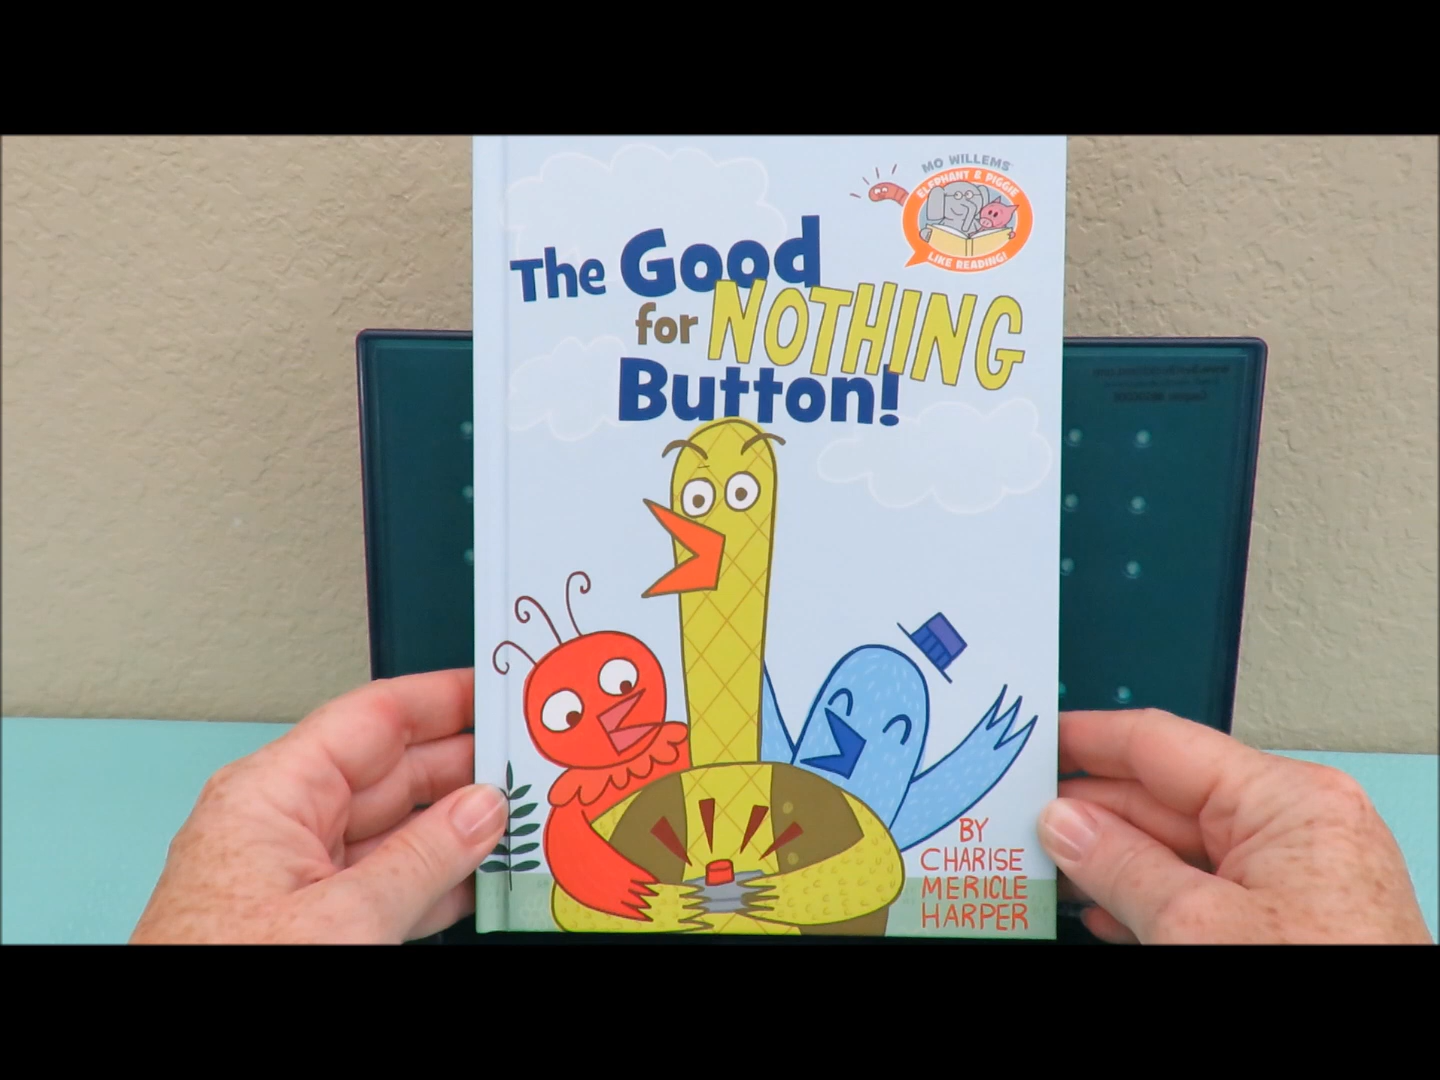 MO WILLEMS'
ELEPHANT & PIGGIE
LIKE READING!
The Good
for NOTHING
Button!
BY
CHARISE
MERICLE
HARPER